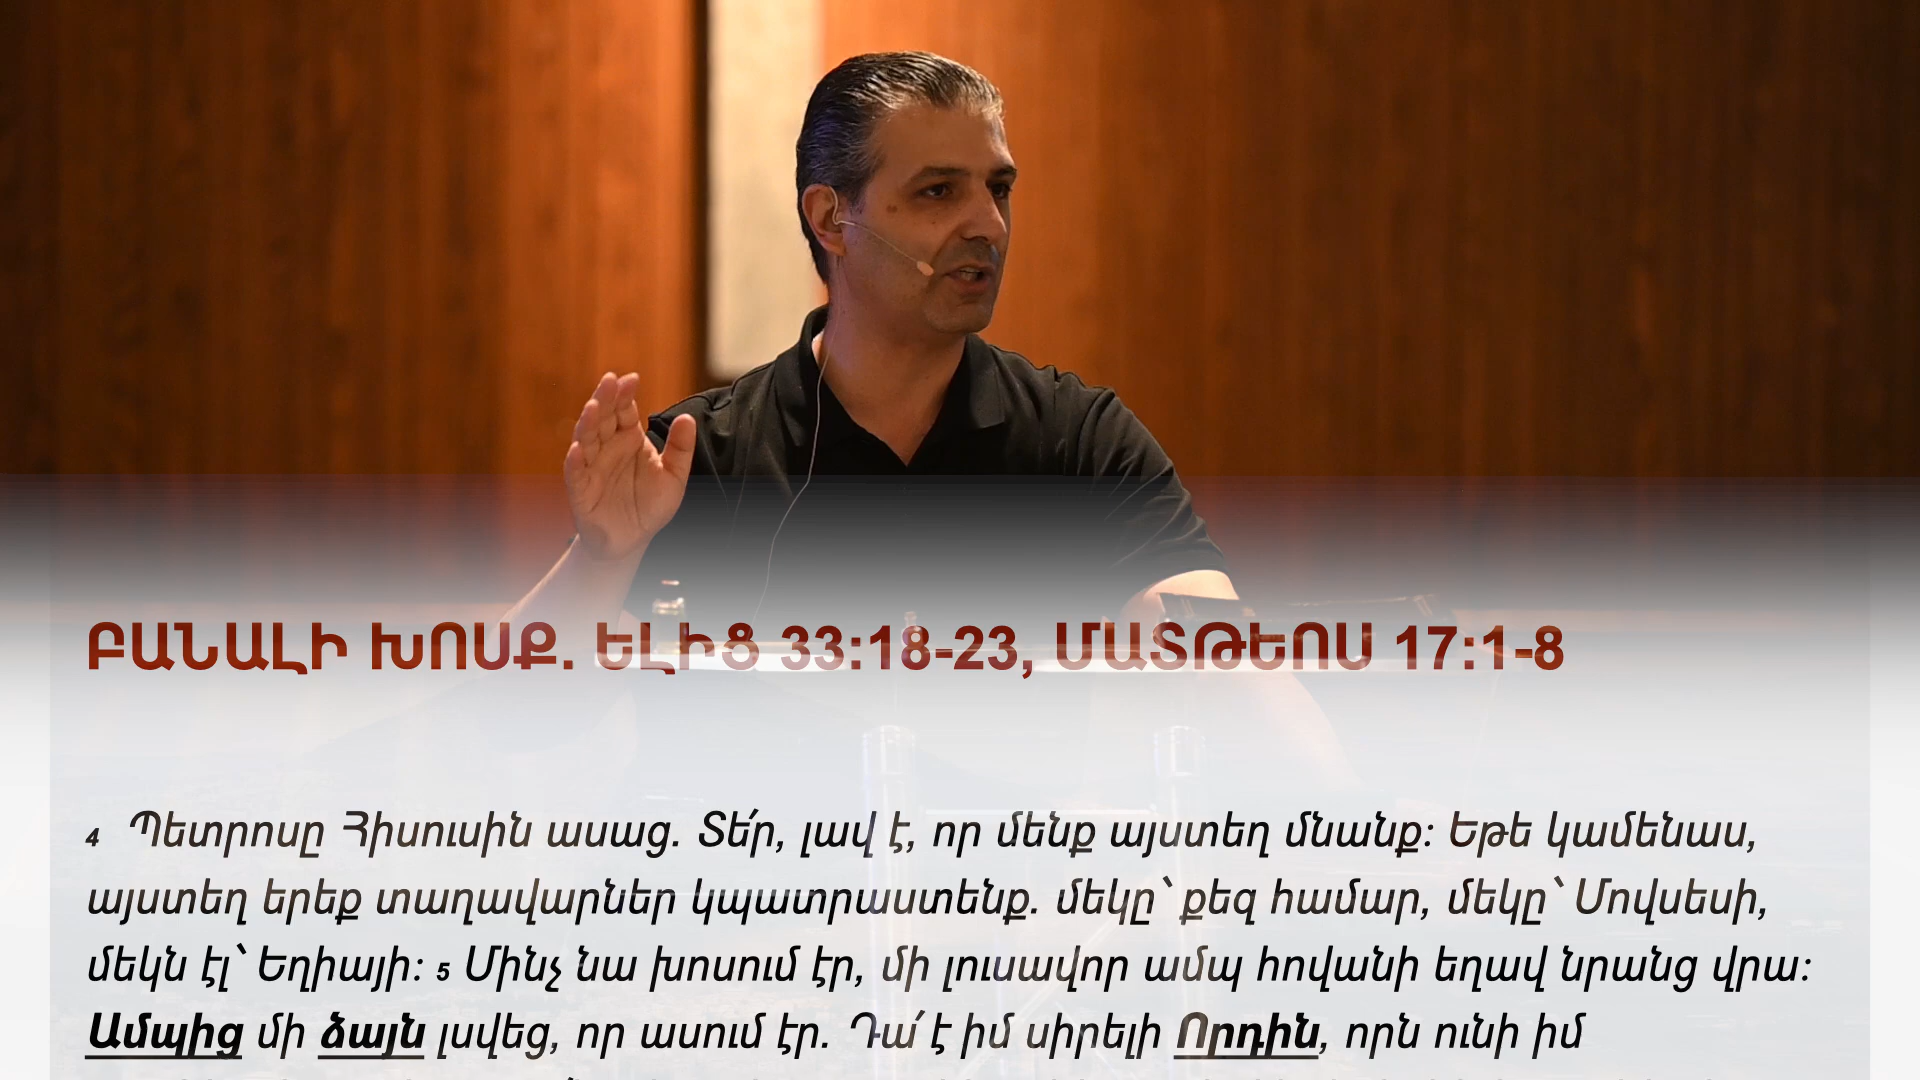 ԲԱՆԱԼԻ ԽՈՍՔ. ԵԼԻՑ 33:18-23, ՄԱՏԹԵՈՍ 17:1-8
4 Պետրոսը Հիսուսին ասաց. Տե՛ր, լավ է, որ մենք այստեղ մնանք։ Եթե կամենաս,
այստեղ երեք տաղավարներ կպատրաստենք. մեկը՝ քեզ համար, մեկը՝ Մովսեսի,
մեկն էլ՝ Եղիայի։ 5 Մինչ նա խոսում էր, մի լուսավոր ամպ հովանի եղավ նրանց վրա։
Ամպից մի ձայն լսվեց, որ ասում էր. Դա՛ է իմ սիրելի Որդին, որն ունի իմ